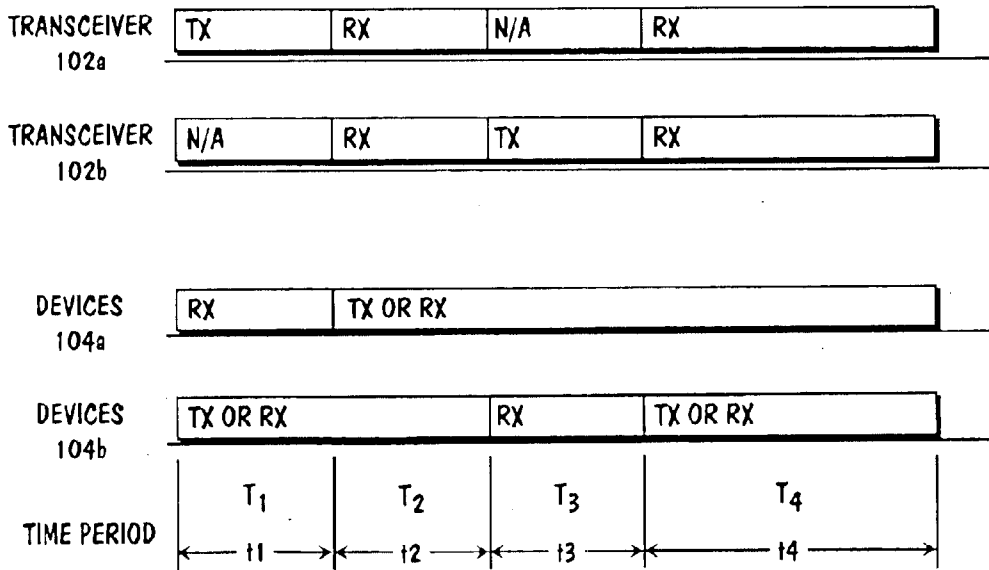 TRANSCEIVER 102a
TX RX N/A RX
TRANSCEIVER 102b
N/A RX TX RX
DEVICES 104a
RX TX OR RX
DEVICES 104b
TX OR RX RX TX OR RX
T1 T2 T3 T4
TIME PERIOD
t1 t2 t3 t4